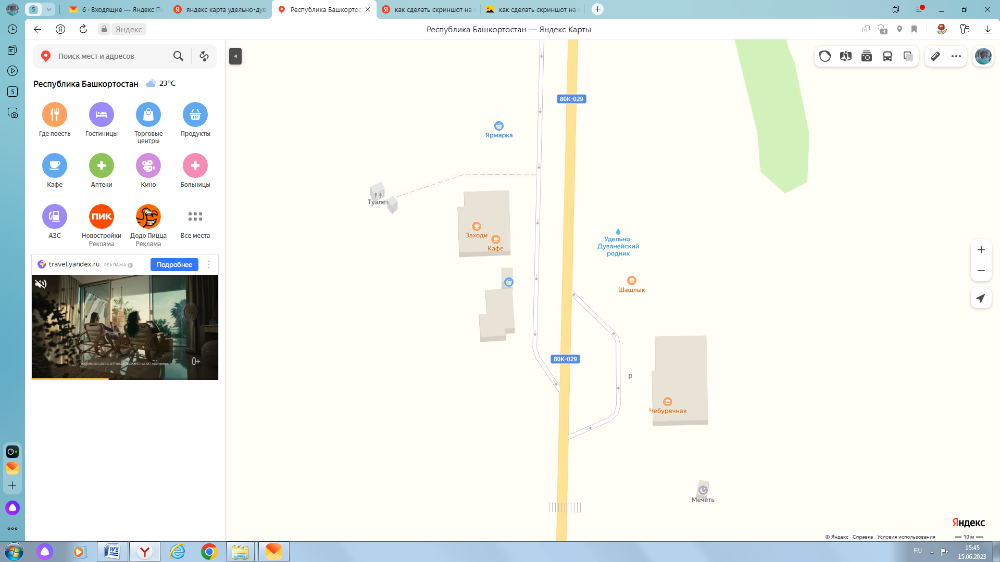 5
6 · Входящие — Яндекс По
яндекс карта удельно-дув
Республика Башкортос
как сделать скриншот на к
как сделать скриншот на к
Яндекс
Республика Башкортостан — Яндекс Карты
3
5
Поиск мест и адресов
Республика Башкортостан
23°C
Где поесть
Гостиницы
Торговые
центры
Продукты
Кафе
Аптеки
Кино
Больницы
АЗС
ПИК
Новостройки
Реклама
Додо Пицца
Реклама
Все места
travel.yandex.ru
РЕКЛАМА
Подробнее
0+
80К-029
Ярмарка
Туалет
Заходи
Кафе
Удельно-
Дуванейский
родник
Шашлык
80К-029
P
Чебуречная
Мечеть
Яндекс
© Яндекс Справка Условия использования
10 м
RU
15:45
15.06.2023